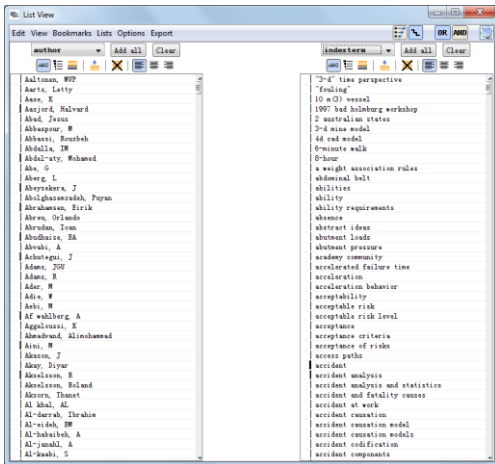 List View
Edit View Bookmarks Lists Options Export
OR AND
author Add all Clear
indexterm Add all Clear
Aaltonen, MVP
Aarts, Letty
Aase, K
Aasjord, Halvard
Abad, Jesus
Abbaspour, M
Abbassi, Rouzbeh
Abdalla, IM
Abdel-aty, Mohamed
Abe, G
Aberg, L
Abeysekera, J
Abolghasemzadeh, Puyan
Abrahamsen, Eirik
Abreu, Orlando
Abrudan, Ioan
Abudhaise, BA
Abvabi, A
Achutegui, J
Adams, JGU
Adams, R
Ader, M
Adie, W
Aebi, M
Af wahlberg, A
Aggeloussi, K
Ahmadvand, Alimohammad
Aini, M
Akason, J
Akay, Diyar
Akselsson, R
Akselsson, Roland
Aksorn, Thanet
Al khal, AL
Al-darrab, Ibrahim
Al-eideh, BM
Al-habaibeh, A
Al-janahl, A
Al-kaabi, S
"3-d" time perspective
"fouling"
10 m(3) vessel
1997 bad holmburg workshop
2 australian states
3-d mine model
4d cad model
6-minute walk
8-hour
a weight association rules
abdominal belt
abilities
ability
ability requirements
absence
abstract ideas
abutment loads
abutment pressure
academy community
accelerated failure time
acceleration
acceleration behavior
acceptability
acceptable risk
acceptable risk level
acceptance
acceptance criteria
acceptance of risks
access paths
accident
accident analysis
accident analysis and statistics
accident and fatality causes
accident at work
accident causation
accident causation model
accident causation models
accident codification
accident components